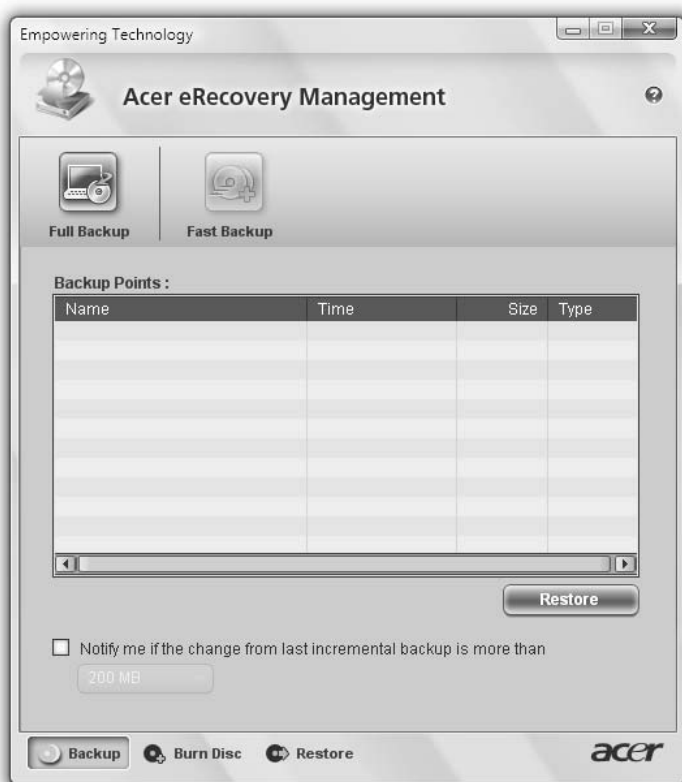 Empowering Technology
Acer eRecovery Management
Full Backup
Fast Backup
Backup Points :
Name Time Size Type
Restore
Notify me if the change from last incremental backup is more than
200 MB
Backup Burn Disc Restore acer